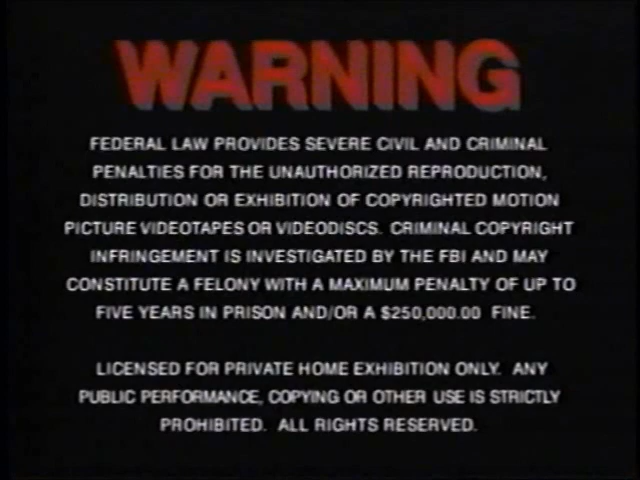 WARNING
FEDERAL LAW PROVIDES SEVERE CIVIL AND CRIMINAL
PENALTIES FOR THE UNAUTHORIZED REPRODUCTION,
DISTRIBUTION OR EXHIBITION OF COPYRIGHTED MOTION
PICTURE VIDEOTAPES OR VIDEODISCS. CRIMINAL COPYRIGHT
INFRINGEMENT IS INVESTIGATED BY THE FBI AND MAY
CONSTITUTE A FELONY WITH A MAXIMUM PENALTY OF UP TO
FIVE YEARS IN PRISON AND/OR A $250,000.00 FINE.
LICENSED FOR PRIVATE HOME EXHIBITION ONLY. ANY
PUBLIC PERFORMANCE, COPYING OR OTHER USE IS STRICTLY
PROHIBITED. ALL RIGHTS RESERVED.